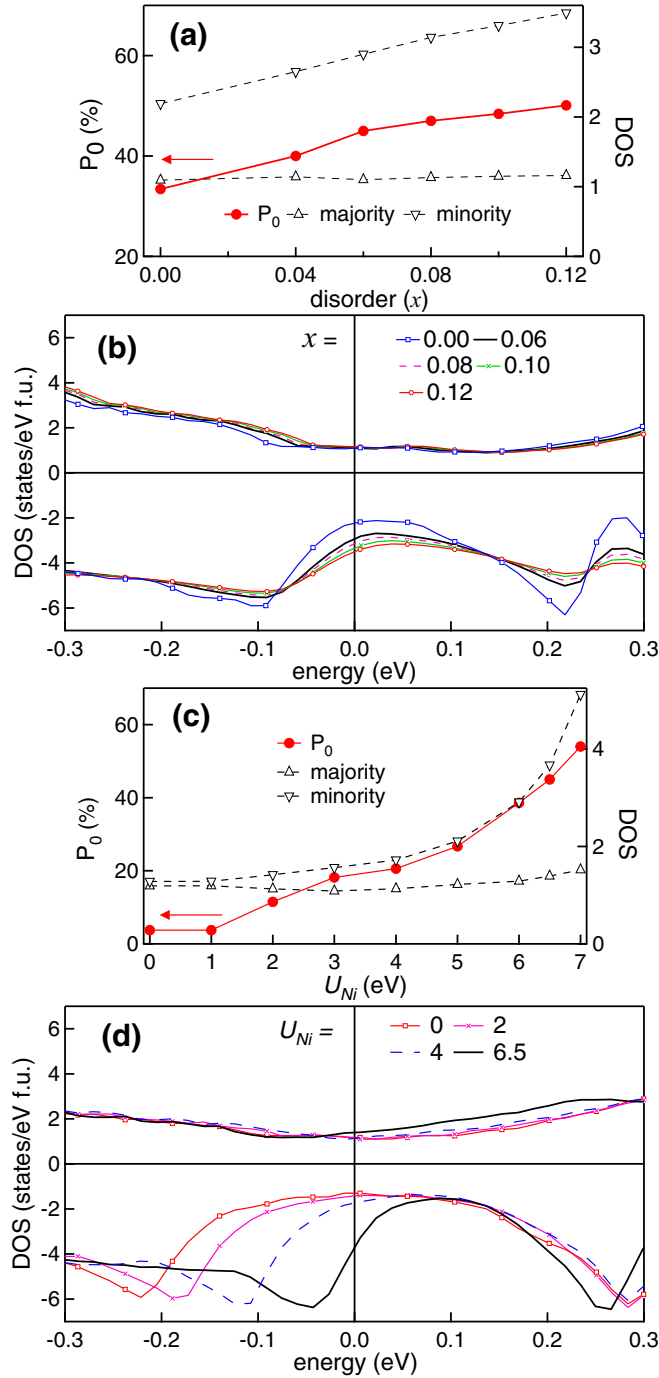 (a)
60
40
20
P0 (%)
3
2
1
0
DOS
P0 majority minority
0.00 0.04 0.08 0.12
disorder (x)
(b)
x =
0.00 0.06
0.08 0.10
0.12
6
4
2
0
-2
-4
-6
DOS (states/eV f.u.)
-0.3 -0.2 -0.1 0.0 0.1 0.2 0.3
energy (eV)
(c)
P0
majority
minority
60
40
20
0
P0 (%)
4
2
0
DOS
0 1 2 3 4 5 6 7
UNi (eV)
(d)
UNi =
0 2
4 6.5
6
4
2
0
-2
-4
-6
DOS (states/eV f.u.)
-0.3 -0.2 -0.1 0.0 0.1 0.2 0.3
energy (eV)